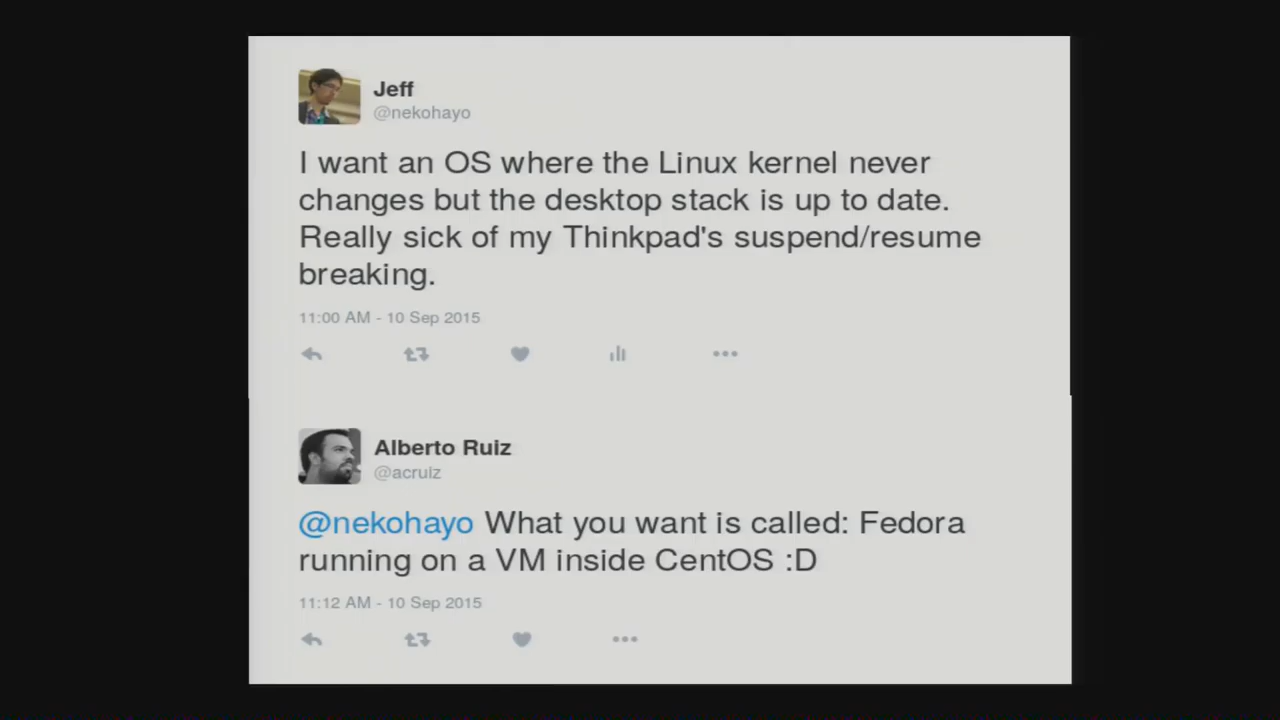 Jeff
@nekohayo
I want an OS where the Linux kernel never
changes but the desktop stack is up to date.
Really sick of my Thinkpad's suspend/resume
breaking.
11:00 AM - 10 Sep 2015
Alberto Ruiz
@acruiz
@nekohayo What you want is called: Fedora
running on a VM inside CentOS :D
11:12 AM - 10 Sep 2015